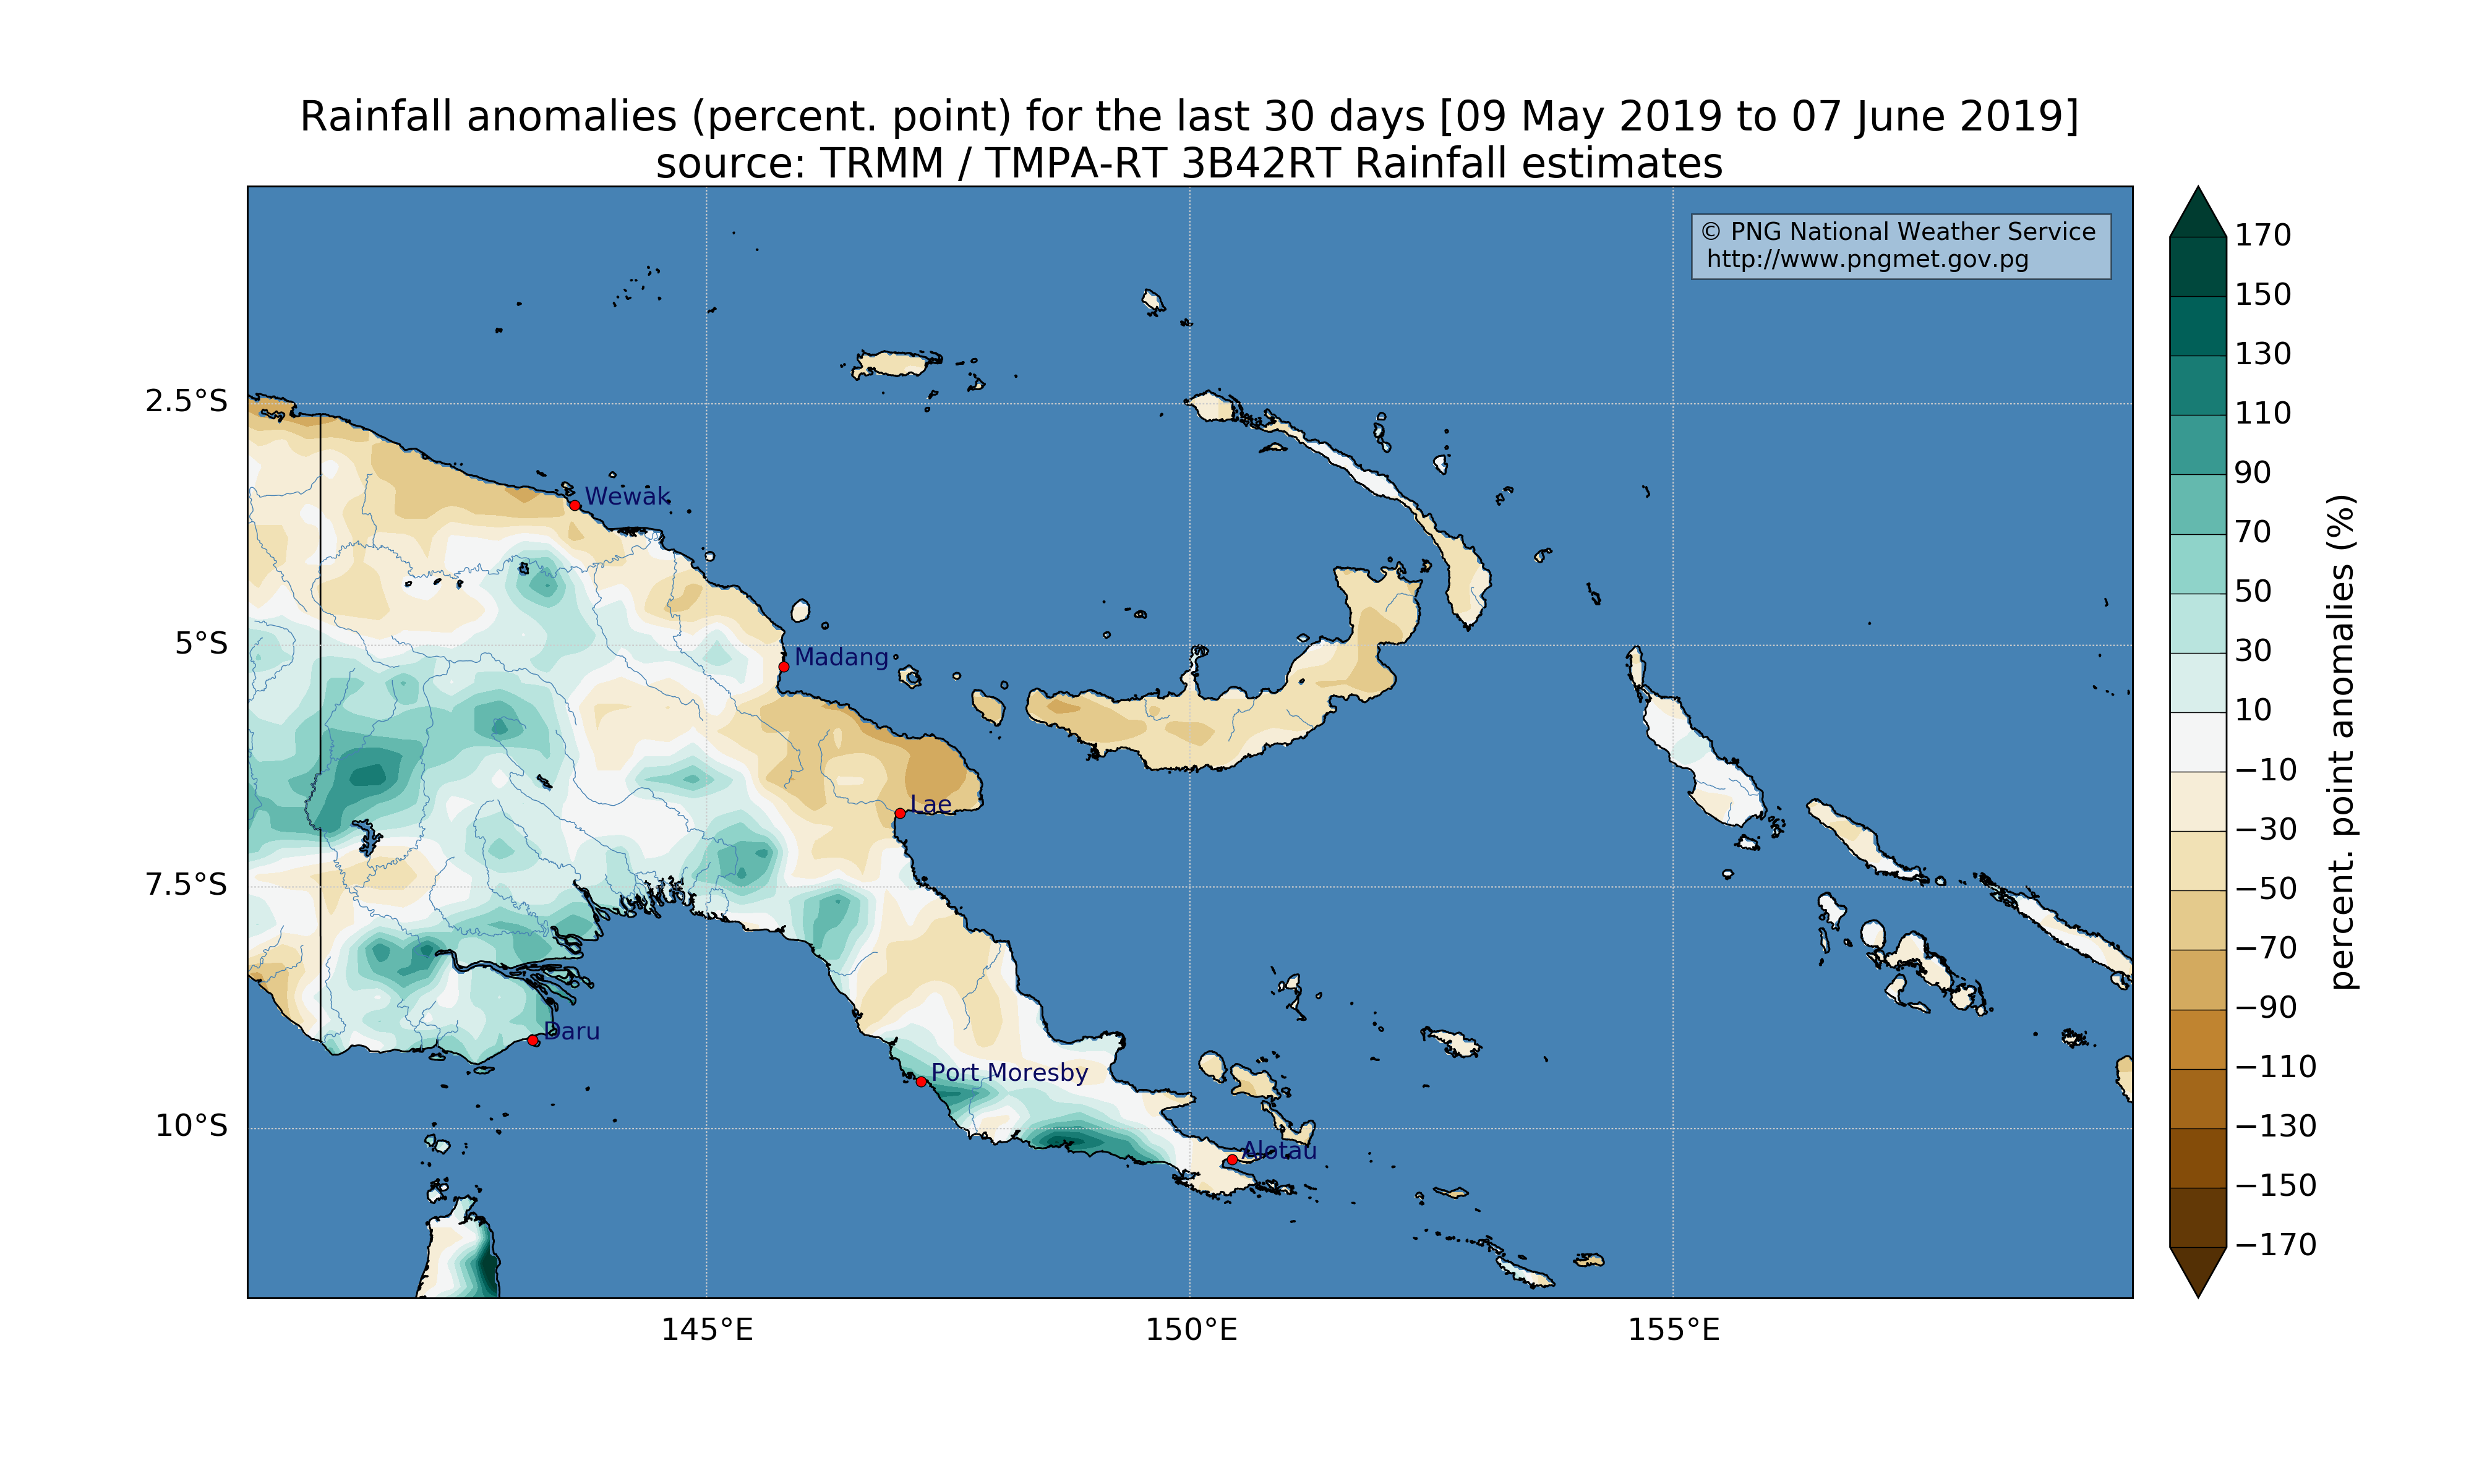 Rainfall anomalies (percent. point) for the last 30 days [09 May 2019 to 07 June 2019]
source: TRMM / TMPA-RT 3B42RT Rainfall estimates
© PNG National Weather Service
http://www.pngmet.gov.pg
2.5°S
5°S
7.5°S
10°S
Wewak
Madang
Lae
Daru
Port Moresby
Alotau
145°E
150°E
155°E
170
150
130
110
90
70
50
30
10
−10
−30
−50
−70
−90
−110
−130
−150
−170
percent. point anomalies (%)